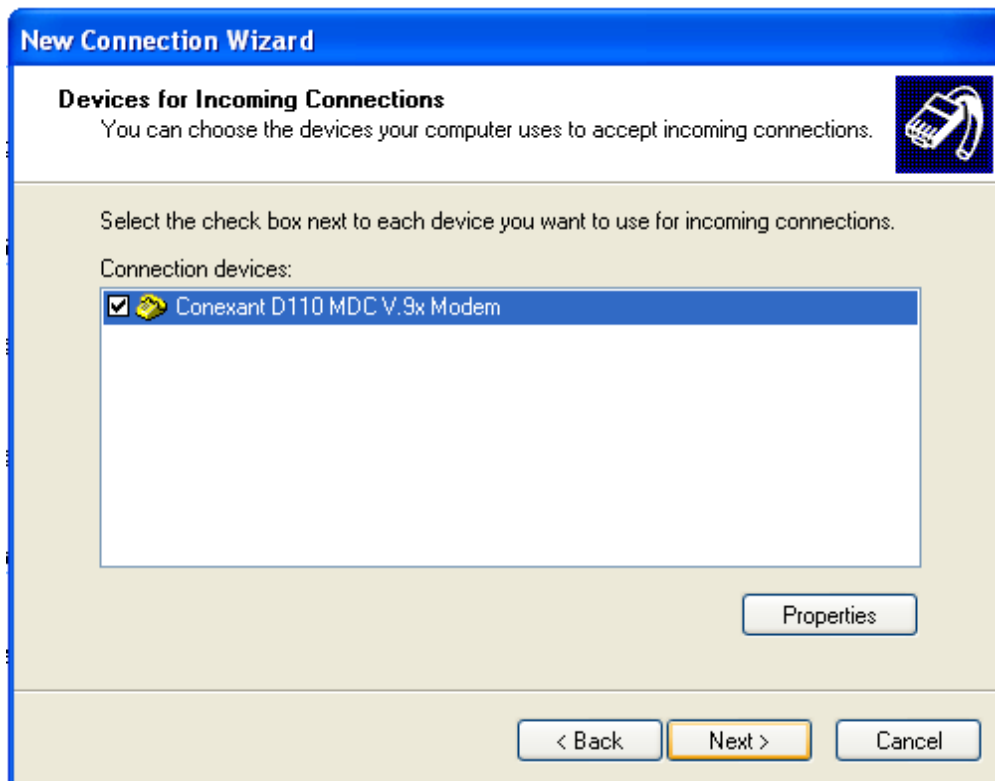 New Connection Wizard
Devices for Incoming Connections
You can choose the devices your computer uses to accept incoming connections.
Select the check box next to each device you want to use for incoming connections.
Connection devices:
Conexant D110 MDC V.9x Modem
Properties
< Back
Next >
Cancel